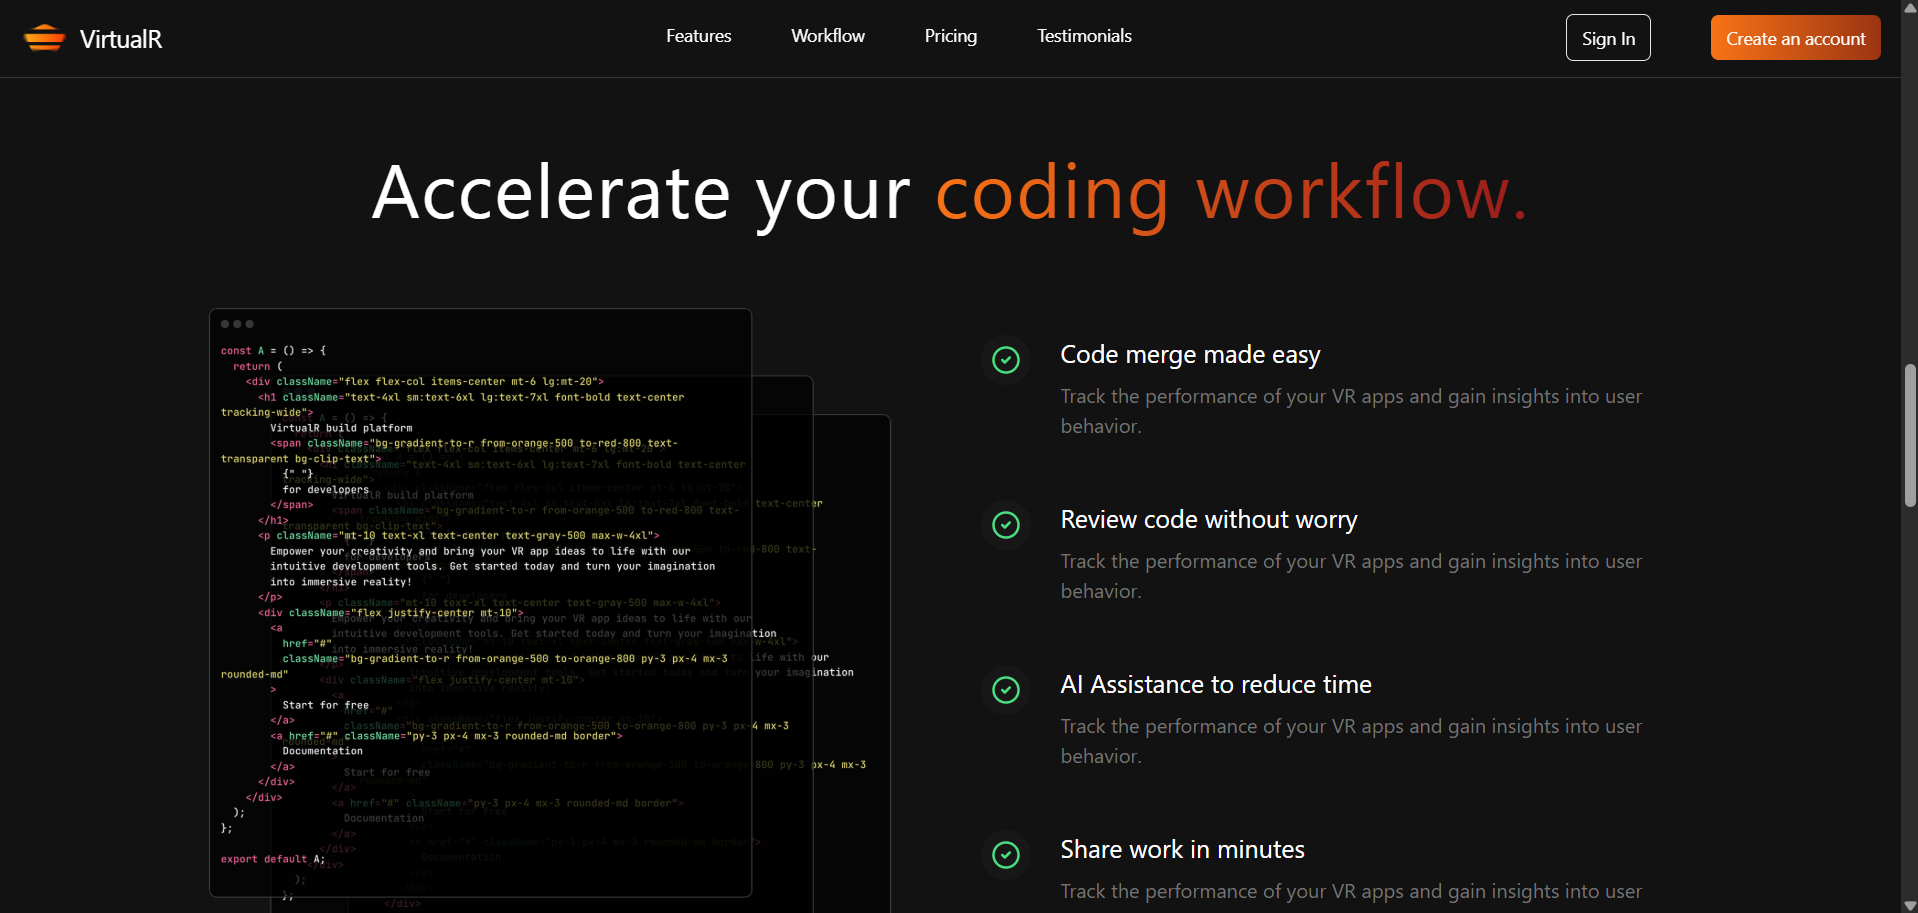 VirtualR
Features
Workflow
Pricing
Testimonials
Sign In
Create an account
Accelerate your coding workflow.
const A = () => {
return (
<div className="flex flex-col items-center mt-6 lg:mt-20">
<h1 className="text-4xl sm:text-6xl lg:text-7xl font-bold text-center
tracking-wide">
VirtualR build platform
<span className="bg-gradient-to-r from-orange-500 to-red-800 text-
transparent bg-clip-text">
{" "}
for developers
</span>
</h1>
<p className="mt-10 text-xl text-center text-gray-500 max-w-4xl">
Empower your creativity and bring your VR app ideas to life with our
intuitive development tools. Get started today and turn your imagination
into immersive reality!
</p>
<div className="flex justify-center mt-10">
<a
href="#"
className="bg-gradient-to-r from-orange-500 to-orange-800 py-3 px-4 mx-3
rounded-md"
>
Start for free
</a>
<a href="#" className="py-3 px-4 mx-3 rounded-md border">
Documentation
</a>
</div>
</div>
);
};
export default A;
Code merge made easy
Track the performance of your VR apps and gain insights into user
behavior.
Review code without worry
Track the performance of your VR apps and gain insights into user
behavior.
AI Assistance to reduce time
Track the performance of your VR apps and gain insights into user
behavior.
Share work in minutes
Track the performance of your VR apps and gain insights into user